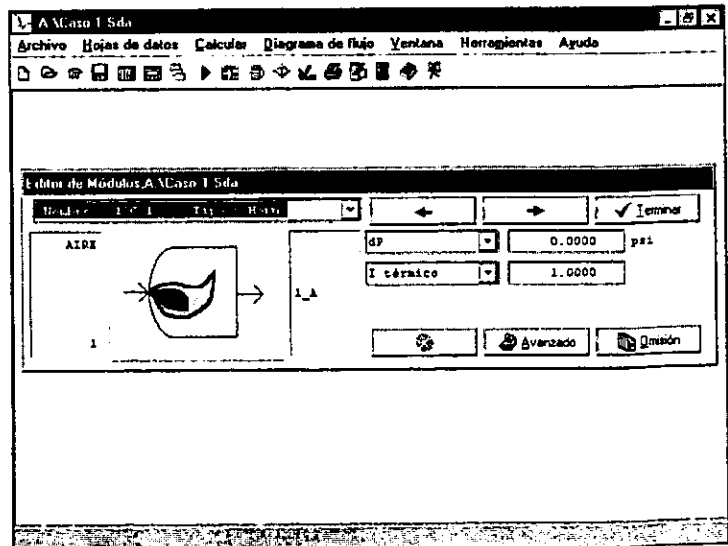 A:\Caso 1 Sda
Archivo Hojas de datos Calcular Diagrama de flujo Ventana Herramientas Ayuda
Editor de Módulos,A:\Caso 1 Sda
Terminar
AIRE
1
1_A
dP 0.0000 psi
I térmico 1.0000
Avanzado Omisión